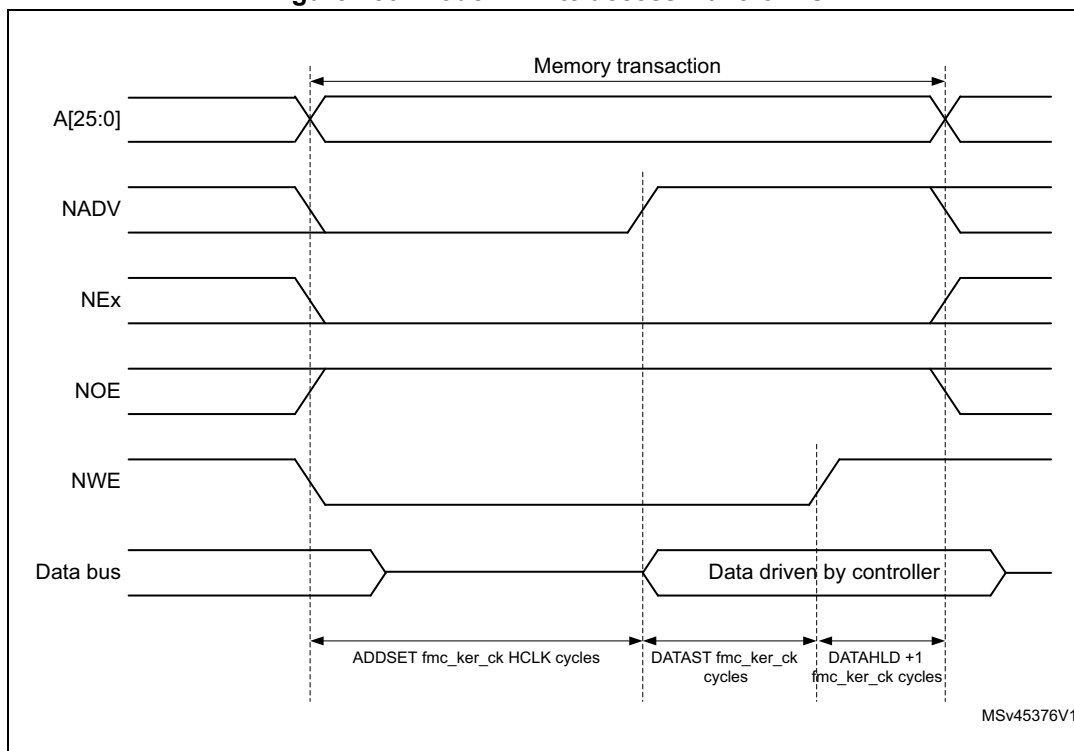 Memory transaction
A[25:0]
NADV
NEx
NOE
NWE
Data bus
Data driven by controller
ADDSET fmc_ker_ck HCLK cycles
DATAST fmc_ker_ck
cycles
DATAHLD +1
fmc_ker_ck cycles
MSv45376V1